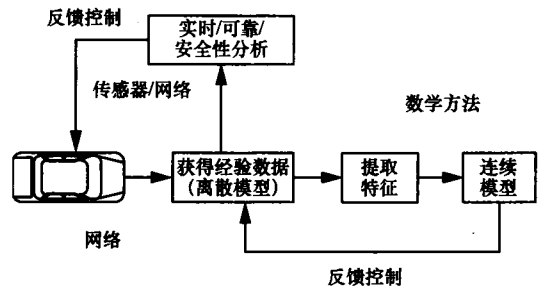 反馈控制
实时/可靠/
安全性分析
传感器/网络
数学方法
获得经验数据
(离散模型)
提取
特征
连续
模型
网络
反馈控制